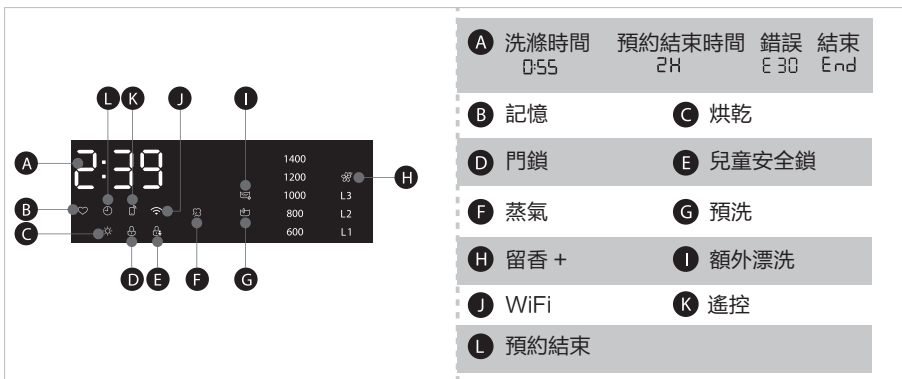 L K J I
A 2:39 1400
1200 H
1000 L3
B 800 L2
C 600 L1
D E F G
A 洗滌時間 預約結束時間 錯誤 結束
0:55 2H E 30 End
B 記憶 C 烘乾
D 門鎖 E 兒童安全鎖
F 蒸氣 G 預洗
H 留香 + I 額外漂洗
J WiFi K 遙控
L 預約結束